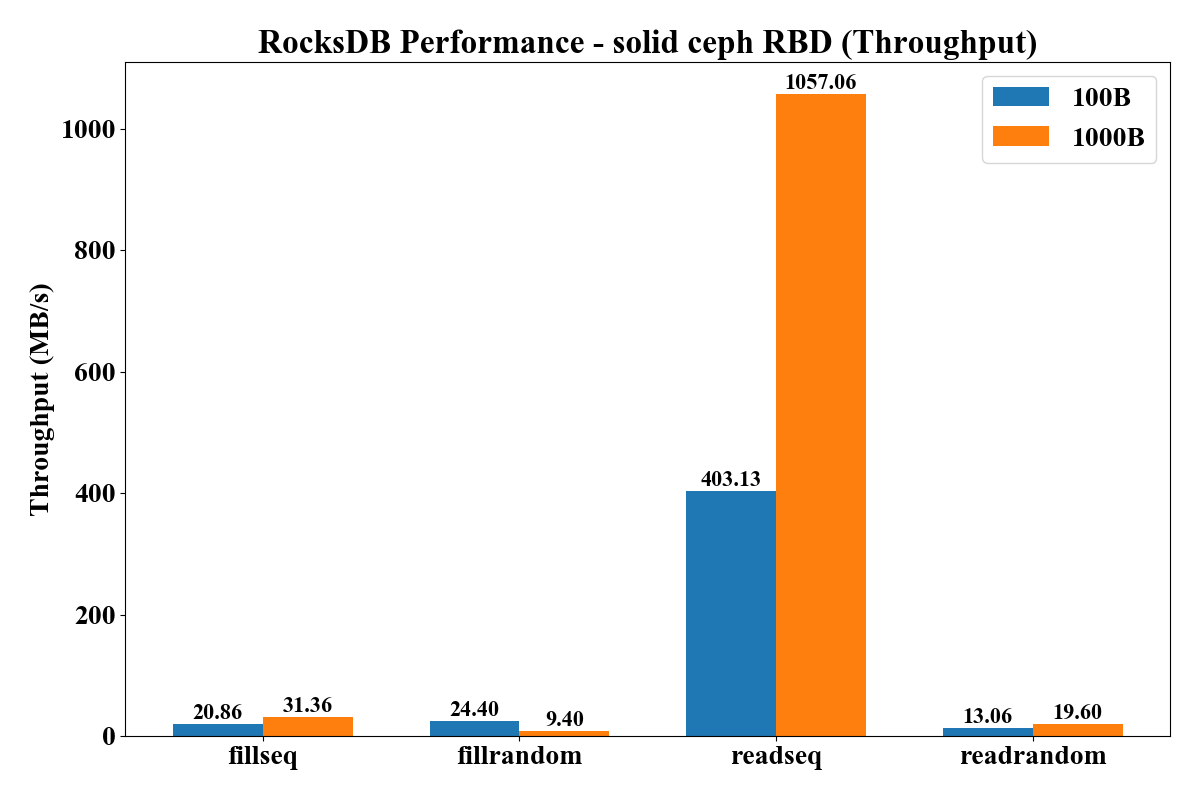 RocksDB Performance - solid ceph RBD (Throughput)
Throughput (MB/s)
1000
800
600
400
200
0
100B
1000B
20.86
31.36
24.40
9.40
403.13
1057.06
13.06
19.60
fillseq
fillrandom
readseq
readrandom